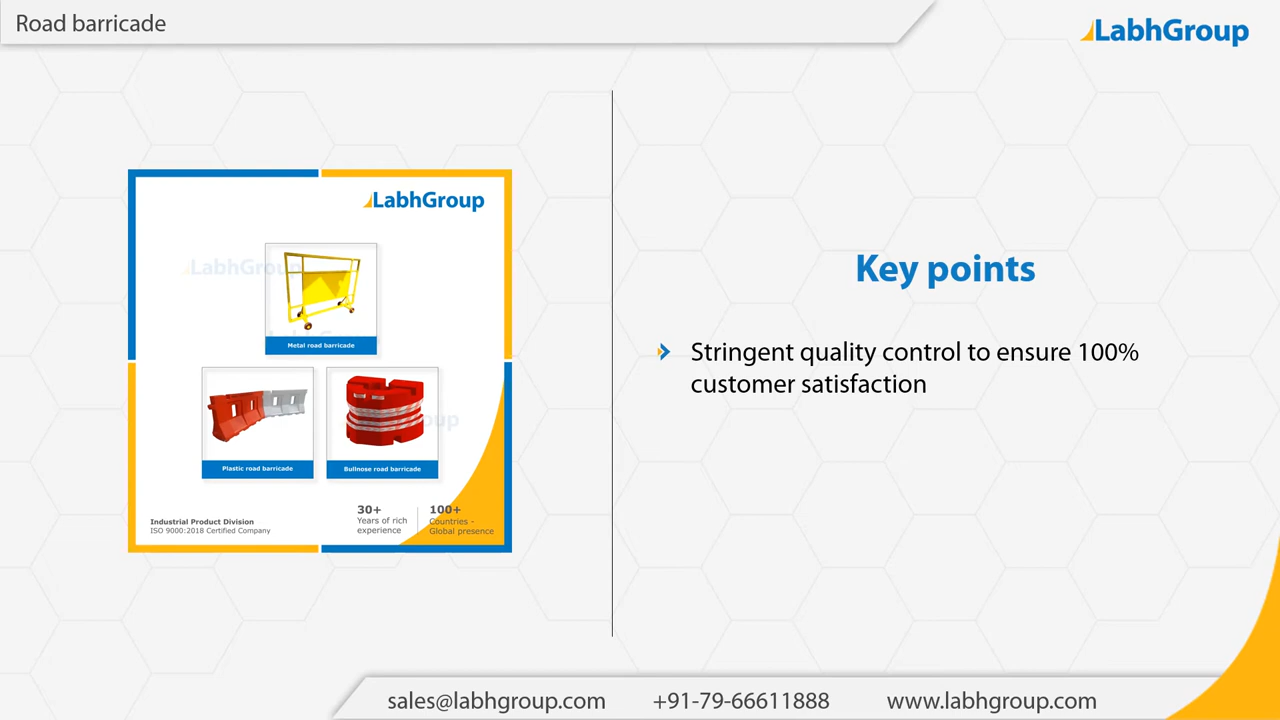 Road barricade
LabhGroup
LabhGroup
LabhGroup
Metal road barricade
Plastic road barricade
Bullnose road barricade
Industrial Product Division
ISO 9000:2018 Certified Company
30+
Years of rich
experience
100+
Countries -
Global presence
Key points
Stringent quality control to ensure 100%
customer satisfaction
sales@labhgroup.com
+91-79-66611888
www.labhgroup.com